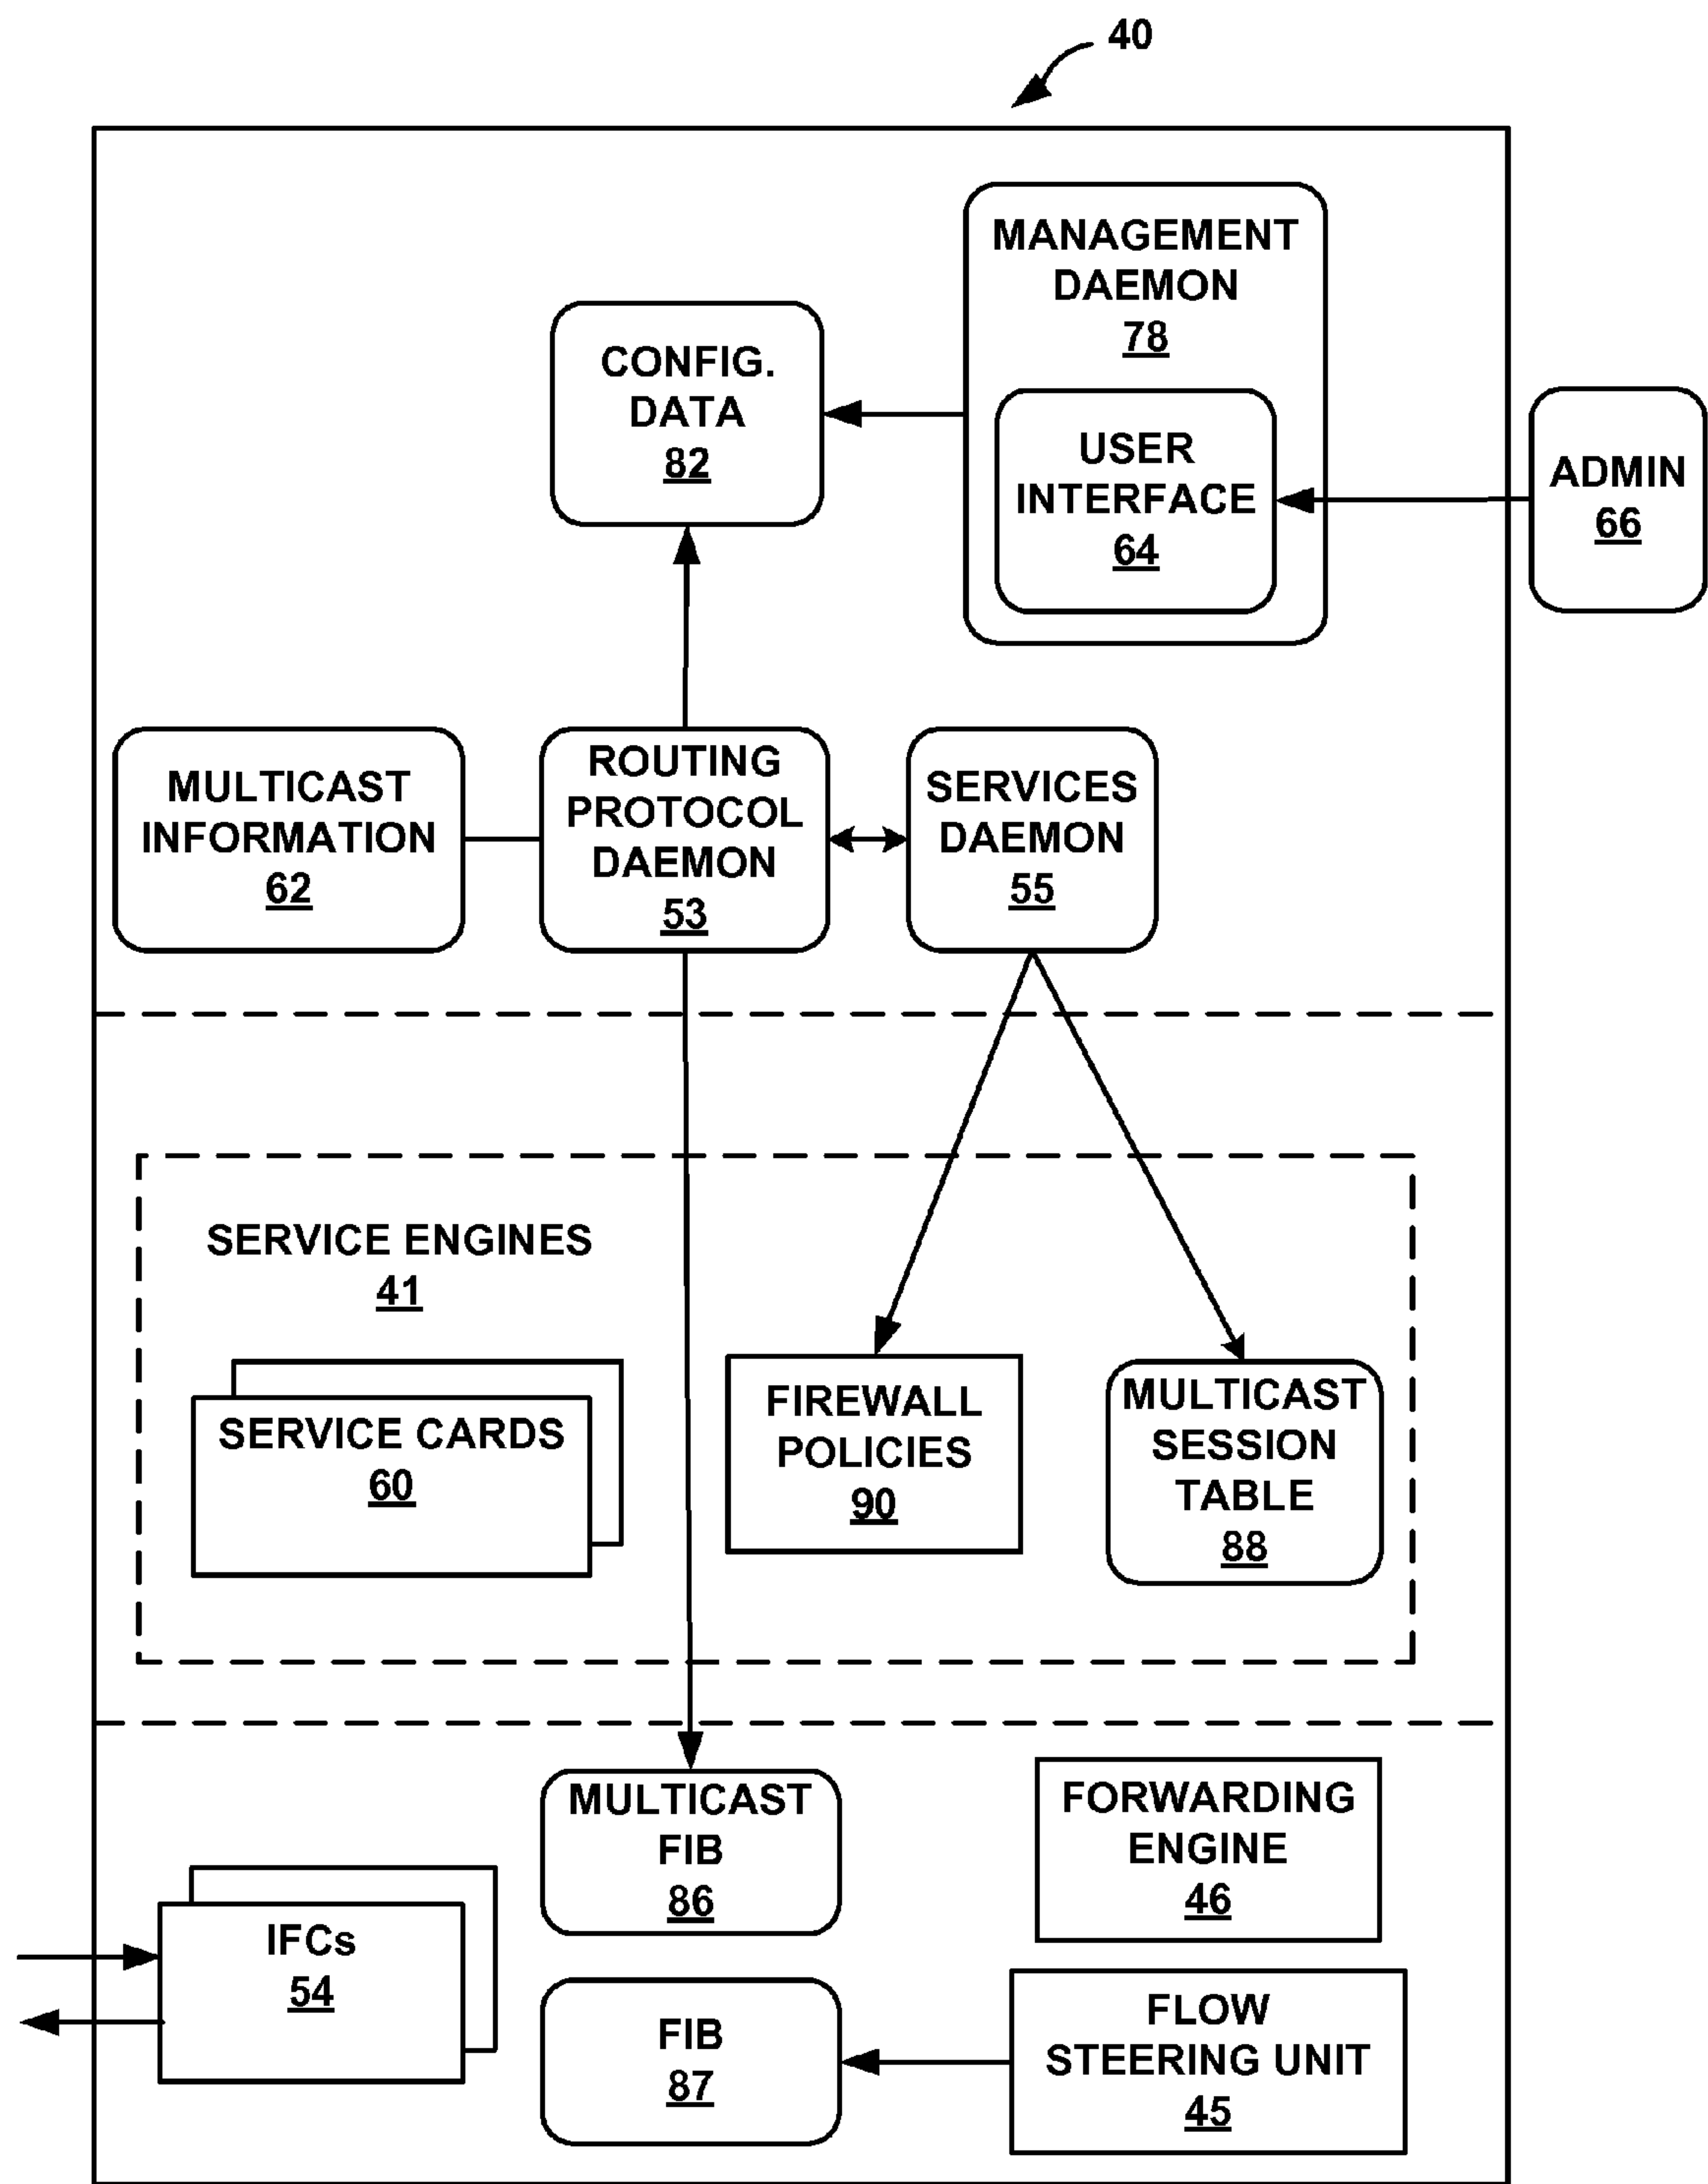 40
MANAGEMENT
DAEMON
78
CONFIG.
DATA
82
USER
INTERFACE
64
ADMIN
66
MULTICAST
INFORMATION
62
ROUTING
PROTOCOL
DAEMON
53
SERVICES
DAEMON
55
SERVICE ENGINES
41
SERVICE CARDS
60
FIREWALL
POLICIES
90
MULTICAST
SESSION
TABLE
88
MULTICAST
FIB
86
FORWARDING
ENGINE
46
IFCs
54
FIB
87
FLOW
STEERING UNIT
45